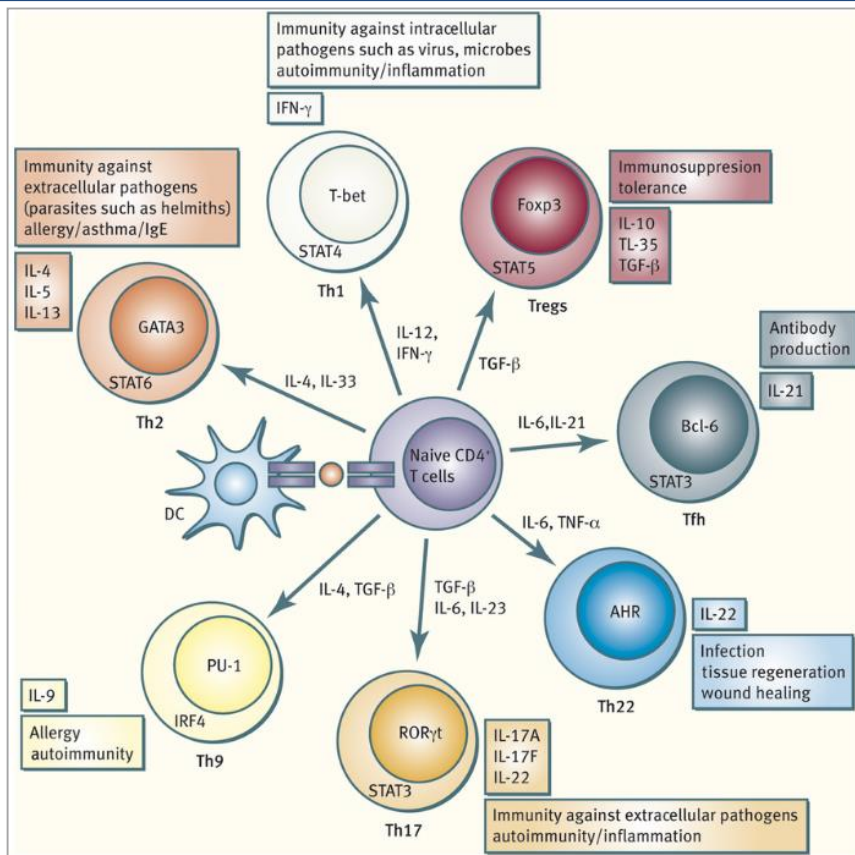 Immunity against intracellular
pathogens such as virus, microbes
autoimmunity/inflammation
IFN-γ
T-bet
STAT4
Th1
Immunosuppresion
tolerance
IL-10
TL-35
TGF-β
Foxp3
STAT5
Tregs
Immunity against
extracellular pathogens
(parasites such as helmiths)
allergy/asthma/IgE
IL-4
IL-5
IL-13
GATA3
STAT6
Th2
IL-12,
IFN-γ
TGF-β
IL-4, IL-33
Antibody
production
IL-21
Bcl-6
STAT3
Tfh
IL-6,IL-21
Naive CD4⁺
T cells
DC
IL-6, TNF-α
IL-4, TGF-β
TGF-β
IL-6, IL-23
AHR
Th22
IL-22
Infection
tissue regeneration
wound healing
PU-1
IRF4
Th9
IL-9
Allergy
autoimmunity
RORγt
STAT3
Th17
IL-17A
IL-17F
IL-22
Immunity against extracellular pathogens
autoimmunity/inflammation